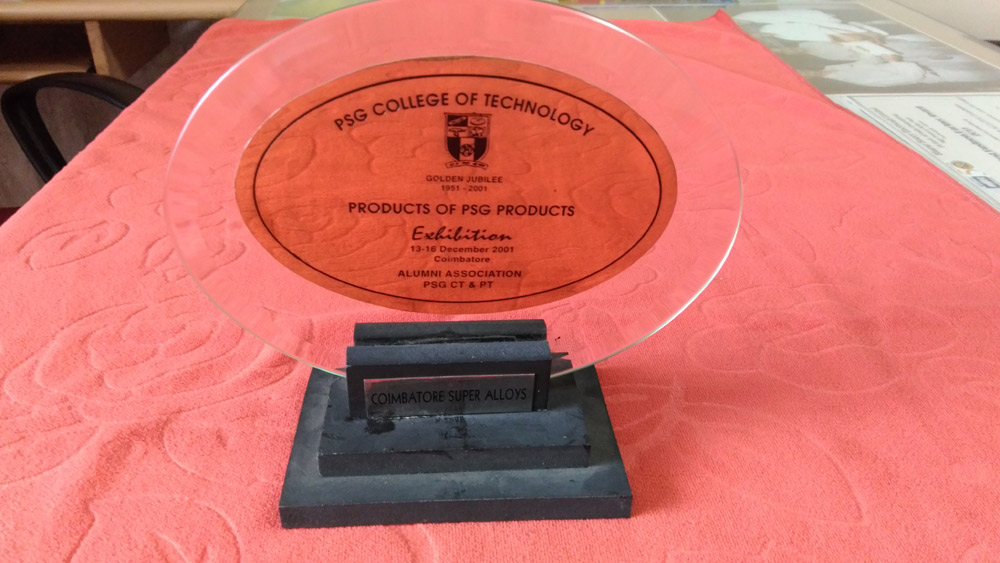 PSG COLLEGE OF TECHNOLOGY
GOLDEN JUBILEE
1951 - 2001
PRODUCTS OF PSG PRODUCTS
Exhibition
13-16 December 2001
Coimbatore
ALUMNI ASSOCIATION
PSG CT & PT
COIMBATORE SUPER ALLOYS